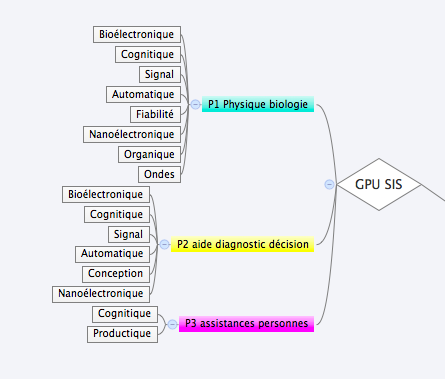 Bioélectronique
Cognitique
Signal
Automatique
Fiabilité
Nanoélectronique
Organique
Ondes
P1 Physique biologie
Bioélectronique
Cognitique
Signal
Automatique
Conception
Nanoélectronique
P2 aide diagnostic décision
Cognitique
Productique
P3 assistances personnes
GPU SIS